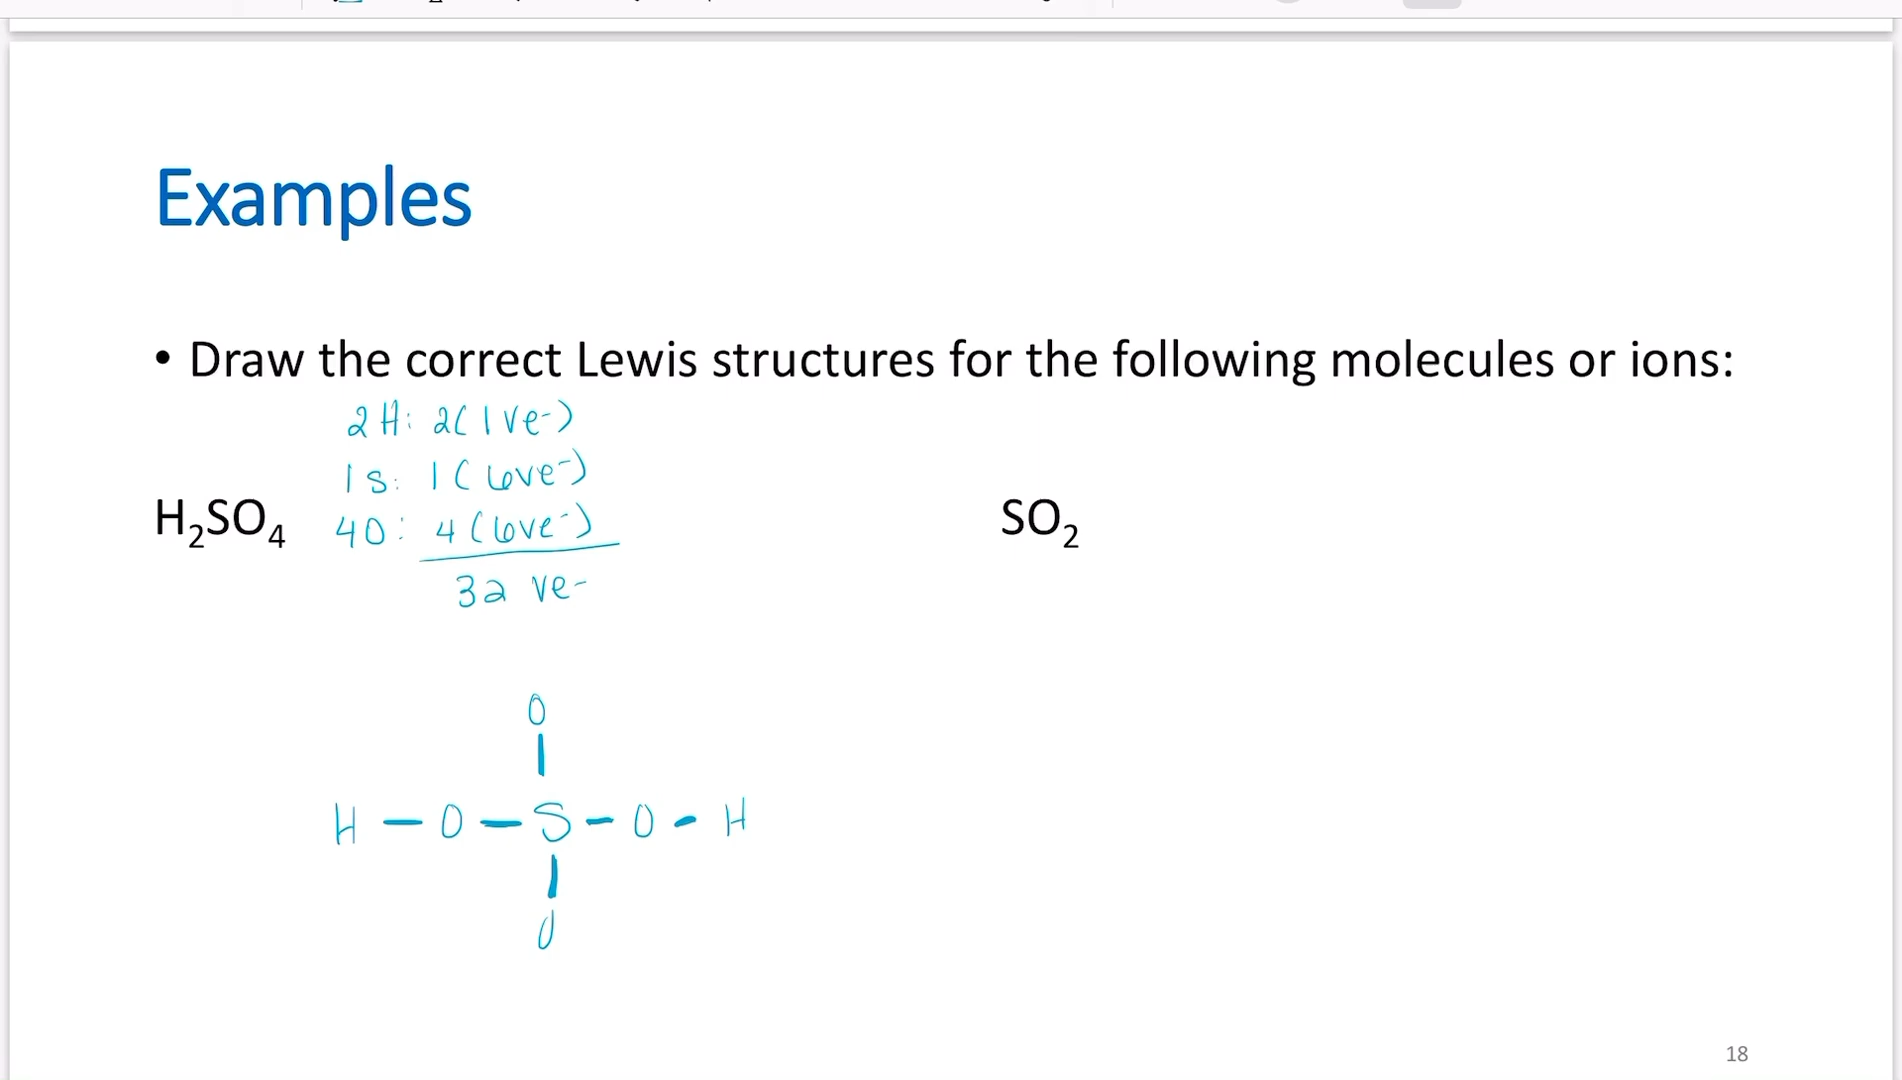 Examples
• Draw the correct Lewis structures for the following molecules or ions:
2H: 2(1ve-)
1S: 1(6ve-)
H₂SO₄
4O: 4(6ve-)
SO₂
32 ve-
O
H - O - S - O - H
O
18